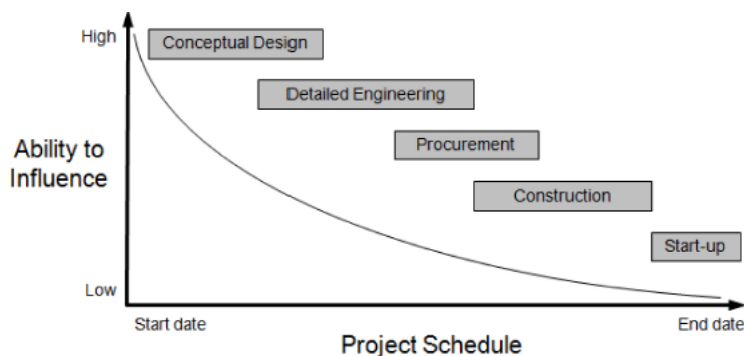 High
Conceptual Design
Detailed Engineering
Ability to
Influence
Procurement
Construction
Start-up
Low
Start date
End date
Project Schedule